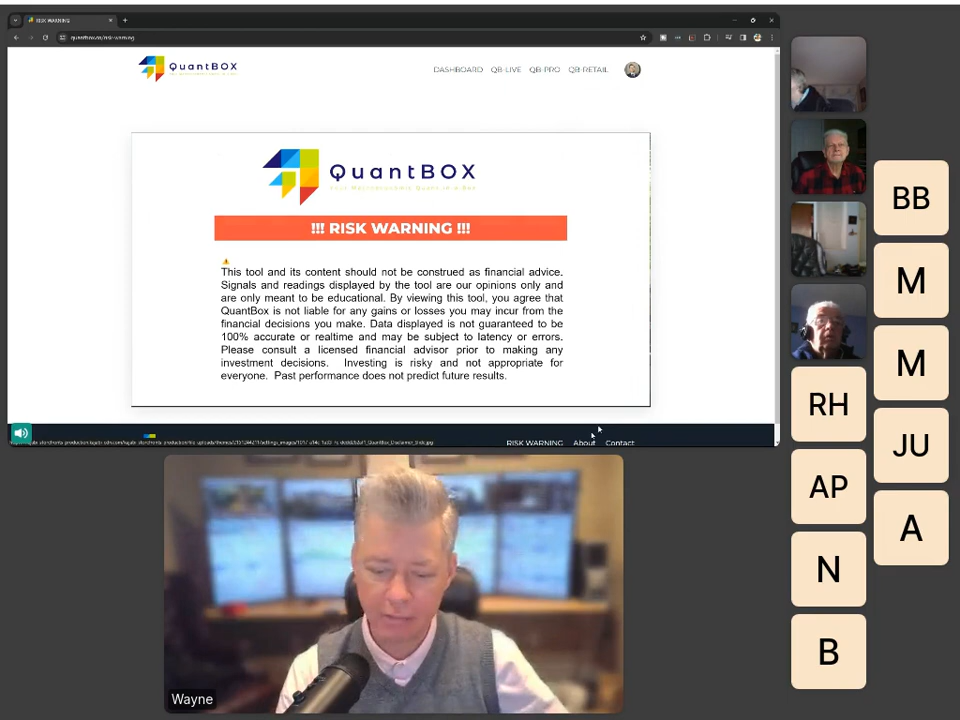 RISK WARNING
quantbox.co/risk-warning
QuantBOX
DASHBOARD QB-LIVE QB-PRO QB-RETAIL
QuantBOX
!!! RISK WARNING !!!
This tool and its content should not be construed as financial advice.
Signals and readings displayed by the tool are our opinions only and
are only meant to be educational. By viewing this tool, you agree that
QuantBox is not liable for any gains or losses you may incur from the
financial decisions you make. Data displayed is not guaranteed to be
100% accurate or realtime and may be subject to latency or errors.
Please consult a licensed financial advisor prior to making any
investment decisions. Investing is risky and not appropriate for
everyone. Past performance does not predict future results.
RISK WARNING About Contact
Wayne
RH
AP
N
B
BB
M
M
JU
A